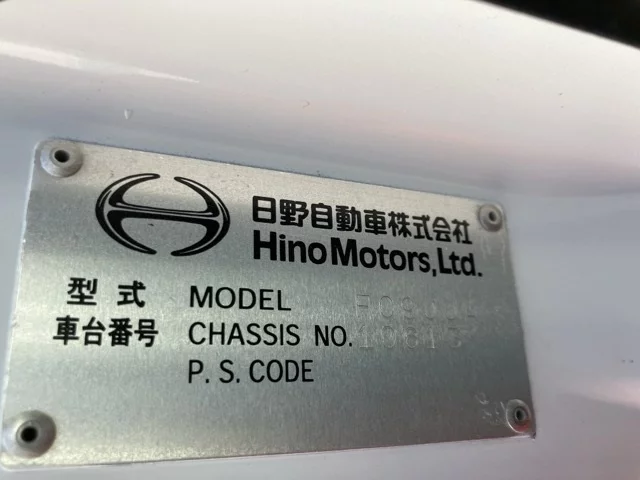 日野自動車株式会社
Hino Motors, Ltd.
型式 MODEL
車台番号 CHASSIS NO.
P. S. CODE